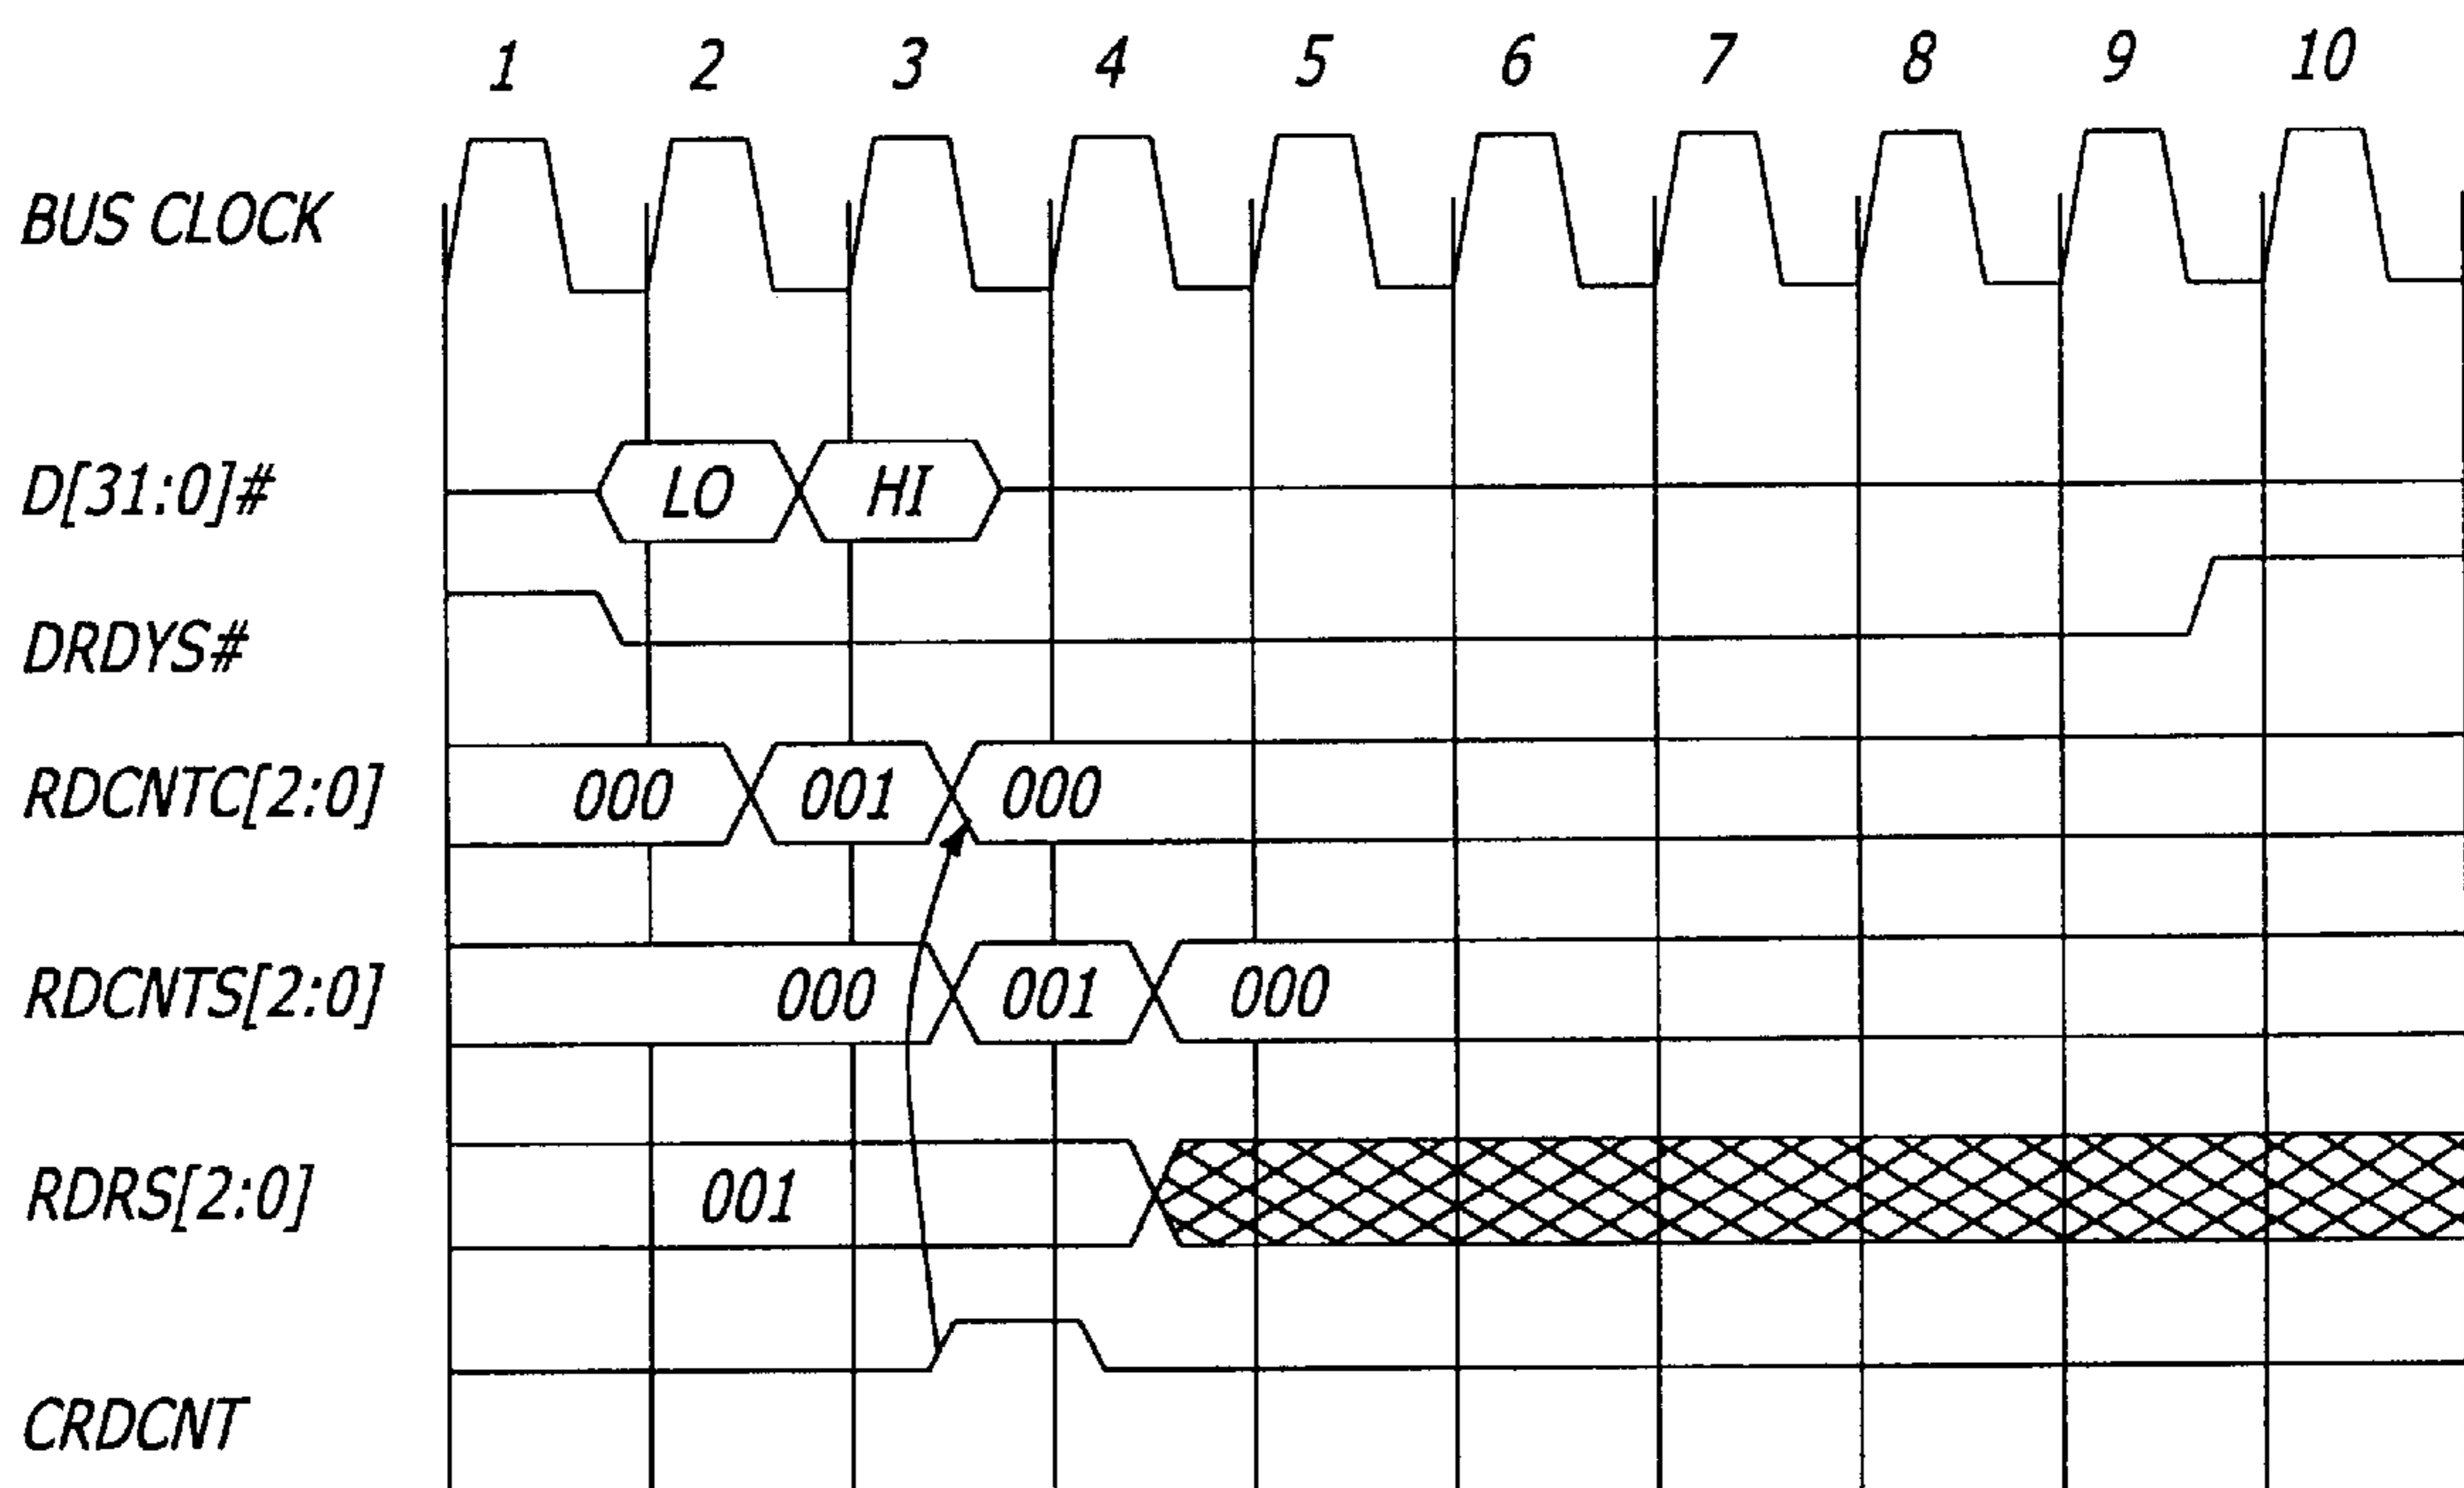 1 2 3 4 5 6 7 8 9 10
BUS CLOCK
D[31:0]# LO HI
DRDYS#
RDCNTC[2:0] 000 001 000
RDCNTS[2:0] 000 001 000
RDRS[2:0] 001
CRDCNT